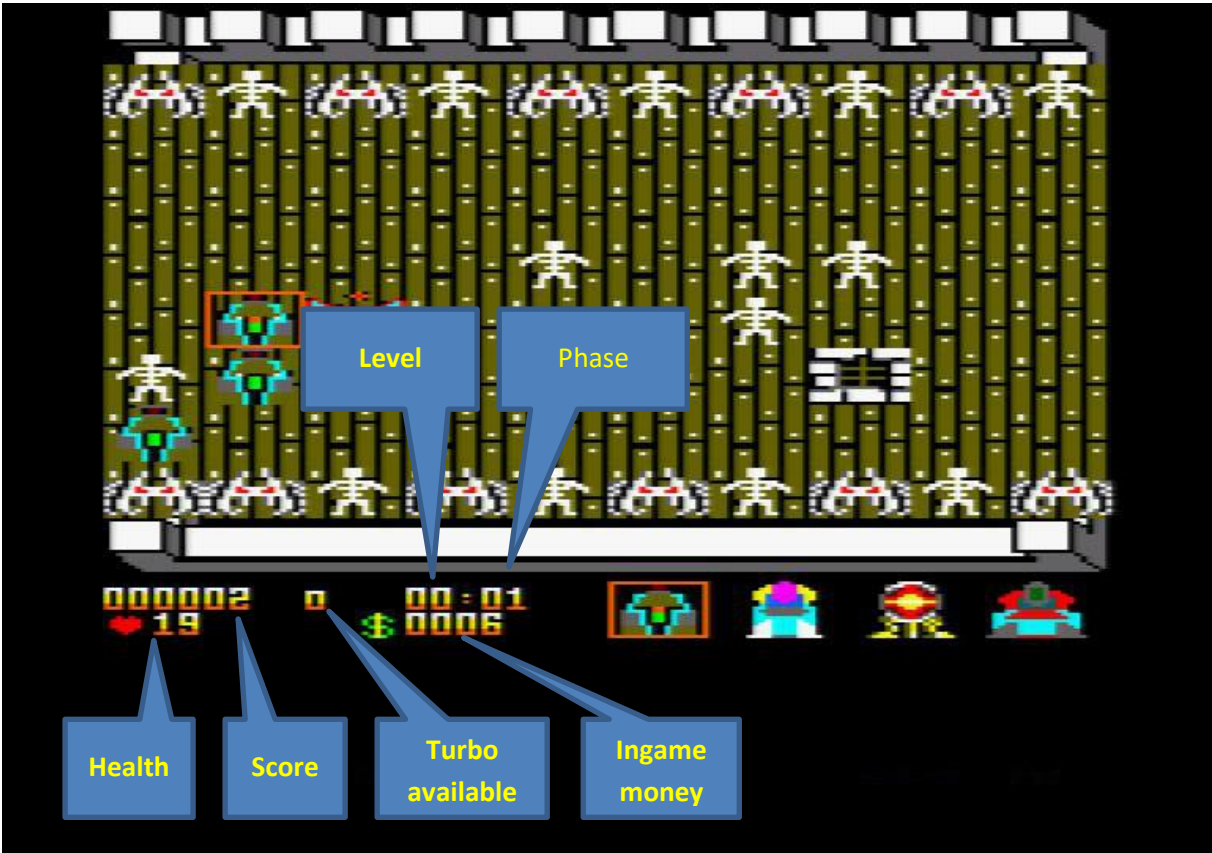 Level
Phase
000002 0 00:01
19 $ 0006
Health
Score
Turbo
available
Ingame
money